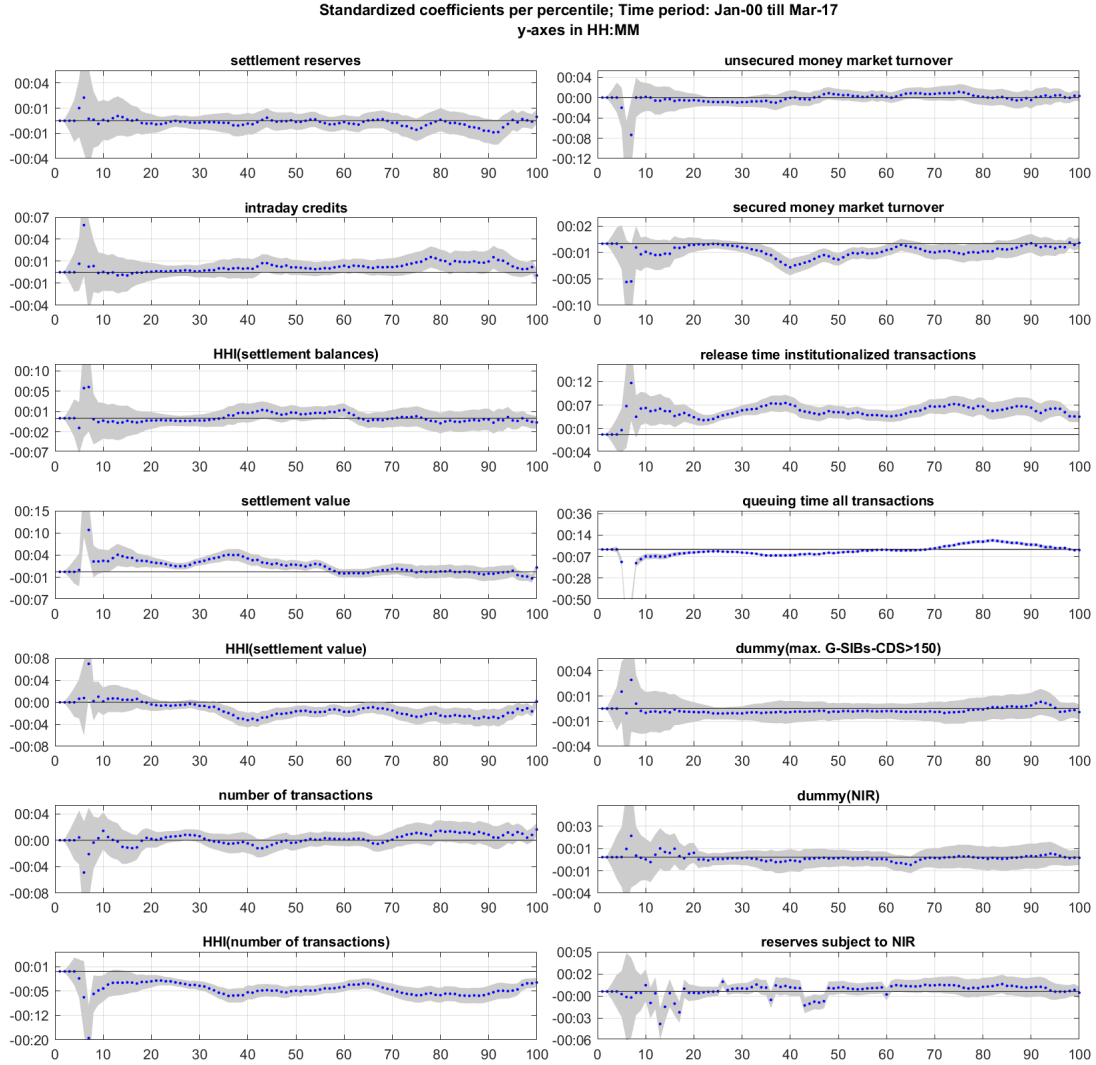 Standardized coefficients per percentile; Time period: Jan-00 till Mar-17
y-axes in HH:MM
settlement reserves
00:04
00:01
-00:01
-00:04
0 10 20 30 40 50 60 70 80 90 100
unsecured money market turnover
00:04
00:00
-00:04
-00:08
-00:12
0 10 20 30 40 50 60 70 80 90 100
intraday credits
00:07
00:04
00:01
-00:01
-00:04
0 10 20 30 40 50 60 70 80 90 100
secured money market turnover
00:02
-00:01
-00:05
-00:10
0 10 20 30 40 50 60 70 80 90 100
HHI(settlement balances)
00:10
00:05
00:01
-00:02
-00:07
0 10 20 30 40 50 60 70 80 90 100
release time institutionalized transactions
00:12
00:07
00:01
-00:04
0 10 20 30 40 50 60 70 80 90 100
settlement value
00:15
00:10
00:04
-00:01
-00:07
0 10 20 30 40 50 60 70 80 90 100
queuing time all transactions
00:36
00:14
-00:07
-00:28
-00:50
0 10 20 30 40 50 60 70 80 90 100
HHI(settlement value)
00:08
00:00
-00:04
-00:08
0 10 20 30 40 50 60 70 80 90 100
dummy(max. G-SIBs-CDS>150)
00:04
00:01
-00:01
-00:04
0 10 20 30 40 50 60 70 80 90 100
number of transactions
00:04
00:00
-00:04
-00:08
0 10 20 30 40 50 60 70 80 90 100
dummy(NIR)
00:03
00:01
-00:01
-00:04
0 10 20 30 40 50 60 70 80 90 100
HHI(number of transactions)
00:01
-00:05
-00:12
-00:20
0 10 20 30 40 50 60 70 80 90 100
reserves subject to NIR
00:05
00:02
-00:00
-00:03
-00:06
0 10 20 30 40 50 60 70 80 90 100